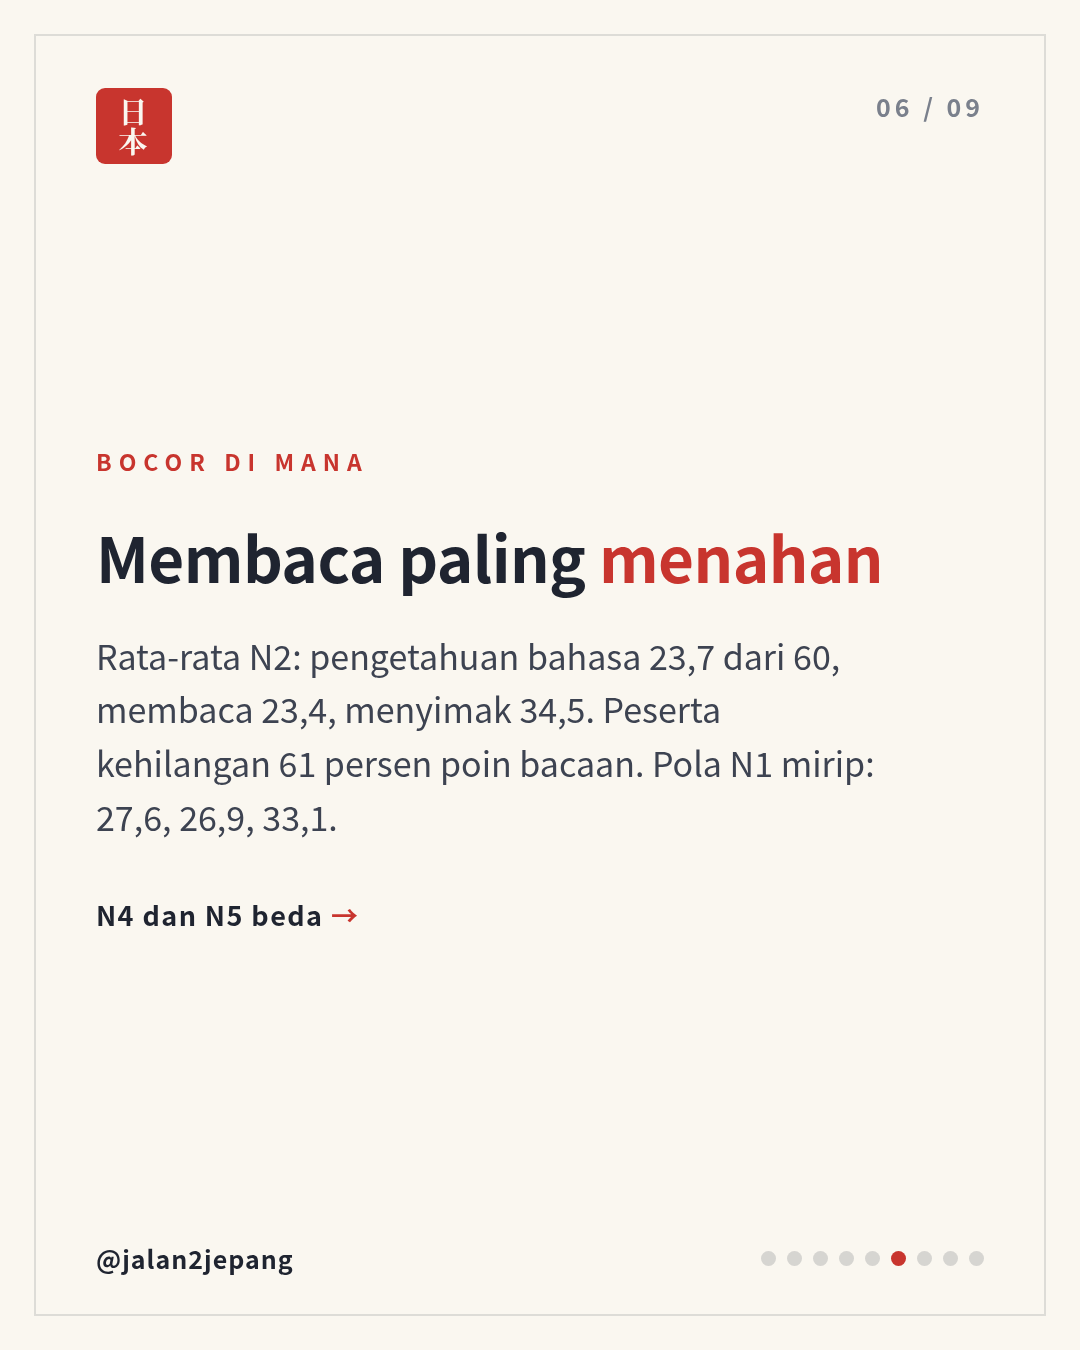 日本
06 / 09
BOCOR DI MANA
Membaca paling menahan
Rata-rata N2: pengetahuan bahasa 23,7 dari 60,
membaca 23,4, menyimak 34,5. Peserta
kehilangan 61 persen poin bacaan. Pola N1 mirip:
27,6, 26,9, 33,1.
N4 dan N5 beda →
@jalan2jepang